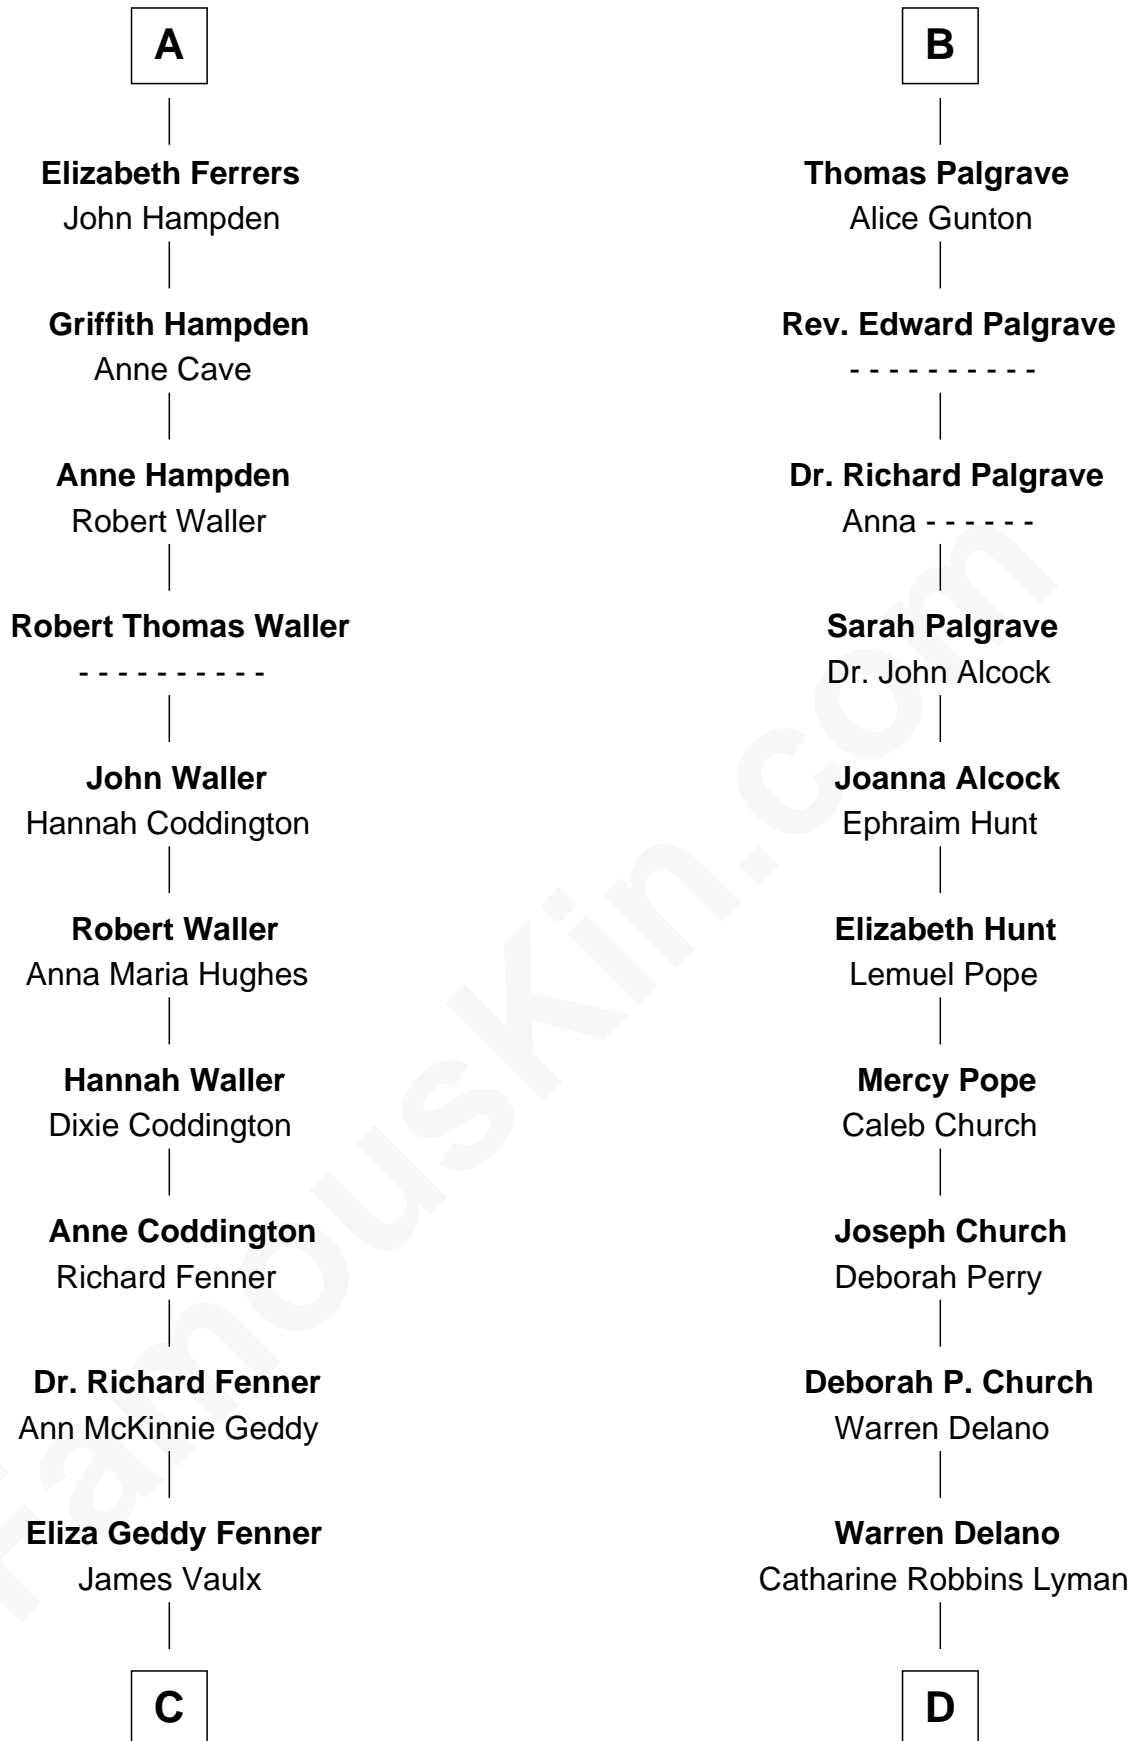 A
Elizabeth Ferrers
John Hampden
Griffith Hampden
Anne Cave
Anne Hampden
Robert Waller
Robert Thomas Waller
- - - - - - - - - -
John Waller
Hannah Coddington
Robert Waller
Anna Maria Hughes
Hannah Waller
Dixie Coddington
Anne Coddington
Richard Fenner
Dr. Richard Fenner
Ann McKinnie Geddy
Eliza Geddy Fenner
James Vaulx
C
B
Thomas Palgrave
Alice Gunton
Rev. Edward Palgrave
- - - - - - - - - -
Dr. Richard Palgrave
Anna - - - - - -
Sarah Palgrave
Dr. John Alcock
Joanna Alcock
Ephraim Hunt
Elizabeth Hunt
Lemuel Pope
Mercy Pope
Caleb Church
Joseph Church
Deborah Perry
Deborah P. Church
Warren Delano
Warren Delano
Catharine Robbins Lyman
D
FamousKin.com